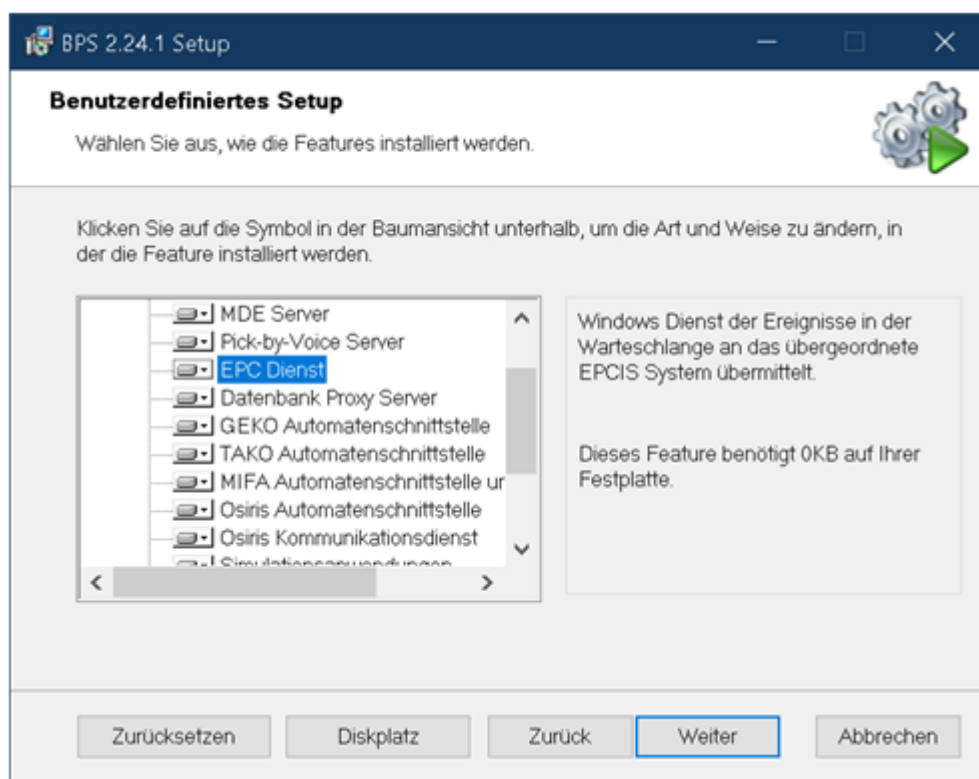 BPS 2.24.1 Setup
Benutzerdefiniertes Setup
Wählen Sie aus, wie die Features installiert werden.
Klicken Sie auf die Symbol in der Baumansicht unterhalb, um die Art und Weise zu ändern, in
der die Feature installiert werden.
MDE Server
Pick-by-Voice Server
EPC Dienst
Datenbank Proxy Server
GEKO Automatenschnittstelle
TAKO Automatenschnittstelle
MIFA Automatenschnittstelle ur
Osiris Automatenschnittstelle
Osiris Kommunikationsdienst
Simulationsanwendungen
Windows Dienst der Ereignisse in der
Warteschlange an das übergeordnete
EPCIS System übermittelt.
Dieses Feature benötigt 0KB auf Ihrer
Festplatte.
Zurücksetzen
Diskplatz
Zurück
Weiter
Abbrechen